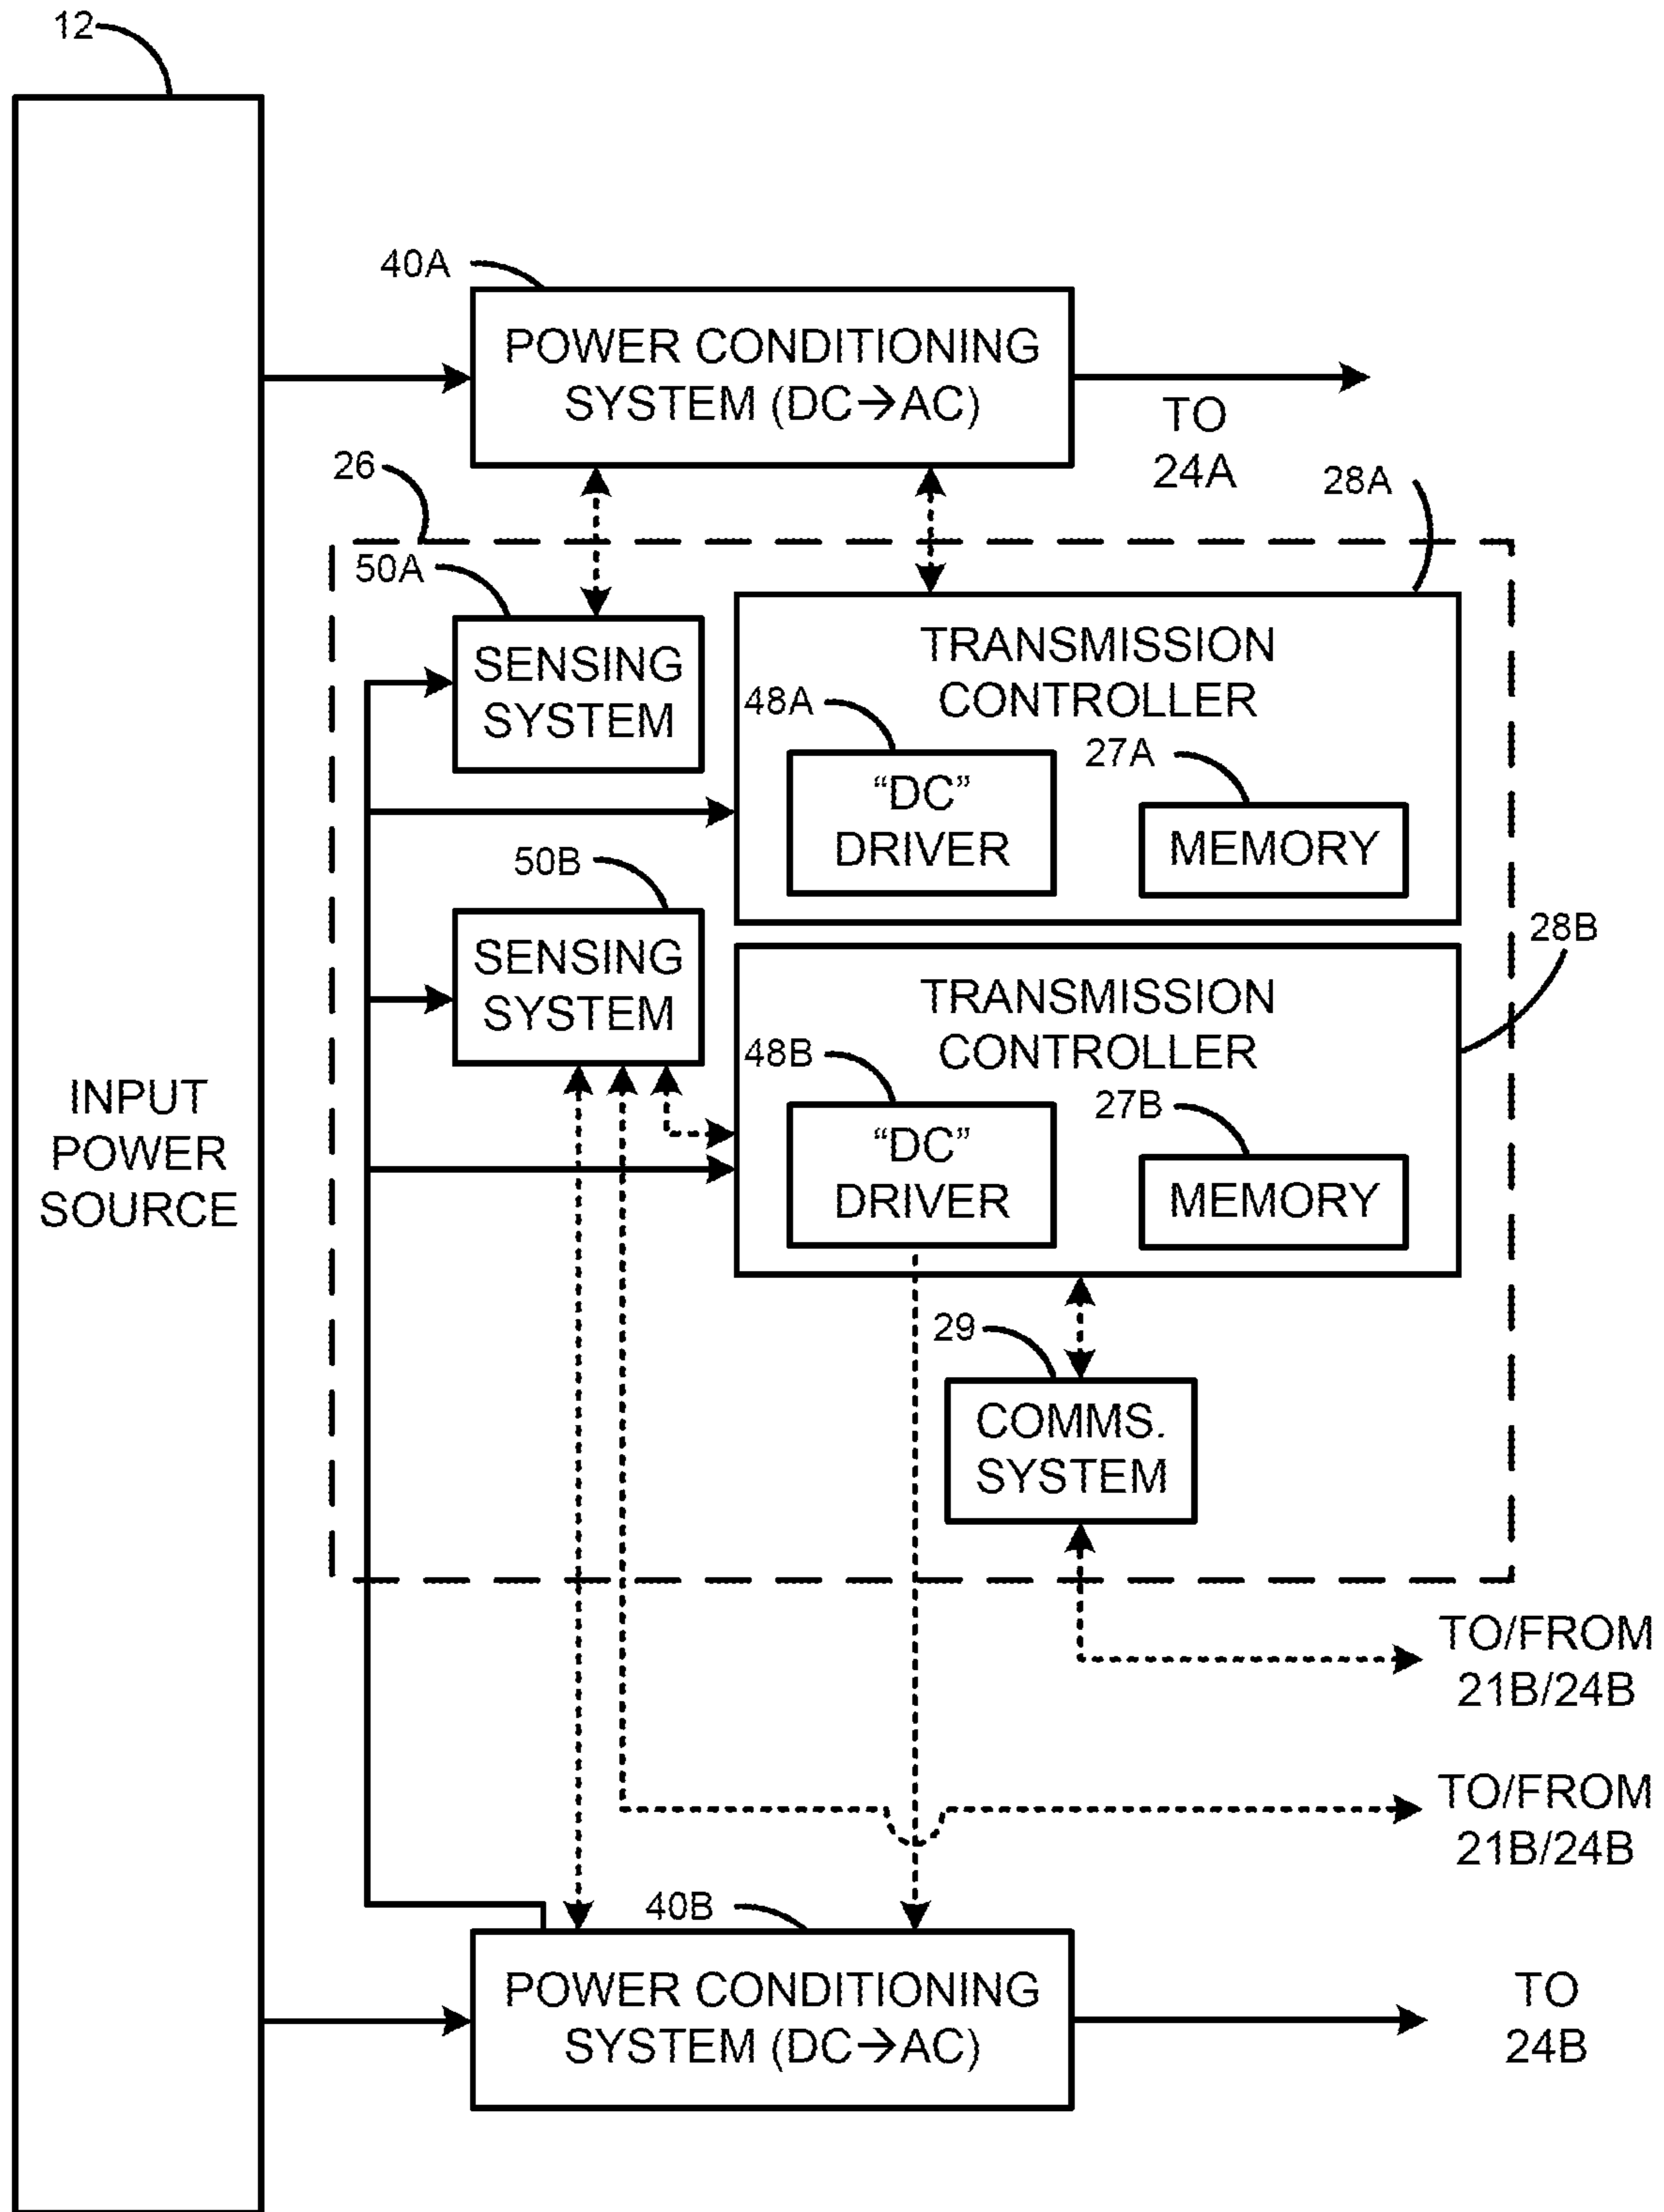 12
40A
POWER CONDITIONING
SYSTEM (DC→AC)
TO
24A
26
28A
50A
SENSING
SYSTEM
TRANSMISSION
CONTROLLER
48A
27A
“DC”
DRIVER
MEMORY
50B
28B
SENSING
SYSTEM
TRANSMISSION
CONTROLLER
48B
27B
“DC”
DRIVER
MEMORY
INPUT
POWER
SOURCE
29
COMMS.
SYSTEM
TO/FROM
21B/24B
TO/FROM
21B/24B
40B
POWER CONDITIONING
SYSTEM (DC→AC)
TO
24B